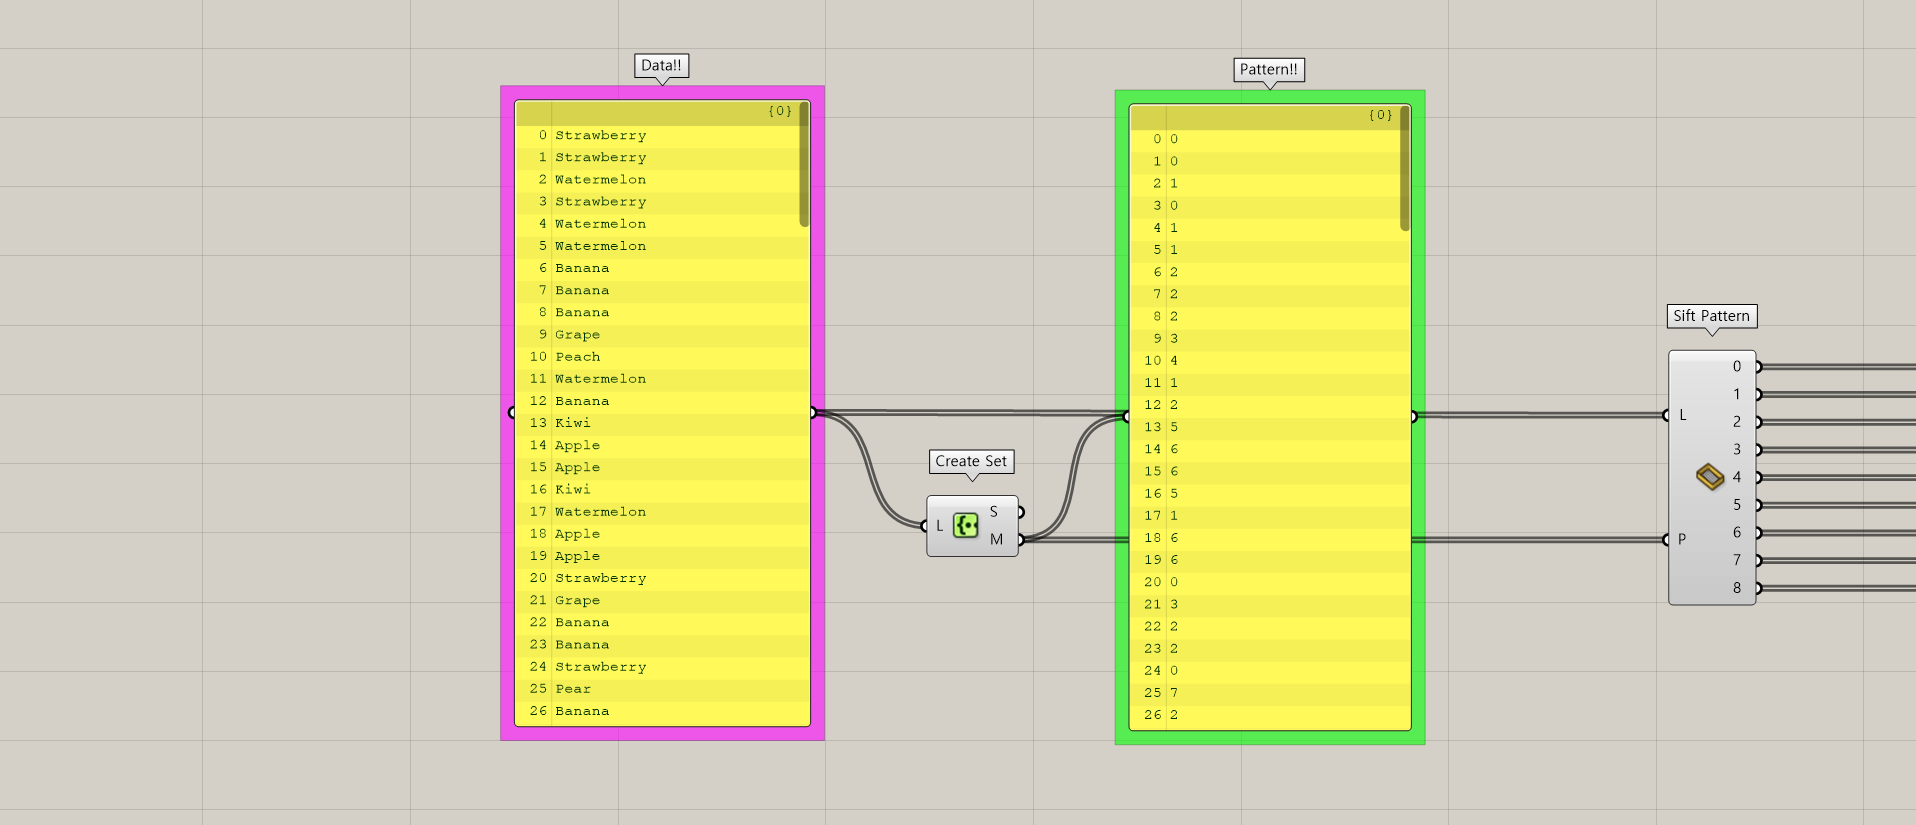 Data!!
{0}
0 Strawberry
1 Strawberry
2 Watermelon
3 Strawberry
4 Watermelon
5 Watermelon
6 Banana
7 Banana
8 Banana
9 Grape
10 Peach
11 Watermelon
12 Banana
13 Kiwi
14 Apple
15 Apple
16 Kiwi
17 Watermelon
18 Apple
19 Apple
20 Strawberry
21 Grape
22 Banana
23 Banana
24 Strawberry
25 Pear
26 Banana
Create Set
L
S
M
Pattern!!
{0}
0 0
1 0
2 1
3 0
4 1
5 1
6 2
7 2
8 2
9 3
10 4
11 1
12 2
13 5
14 6
15 6
16 5
17 1
18 6
19 6
20 0
21 3
22 2
23 2
24 0
25 7
26 2
Sift Pattern
L
P
0
1
2
3
4
5
6
7
8